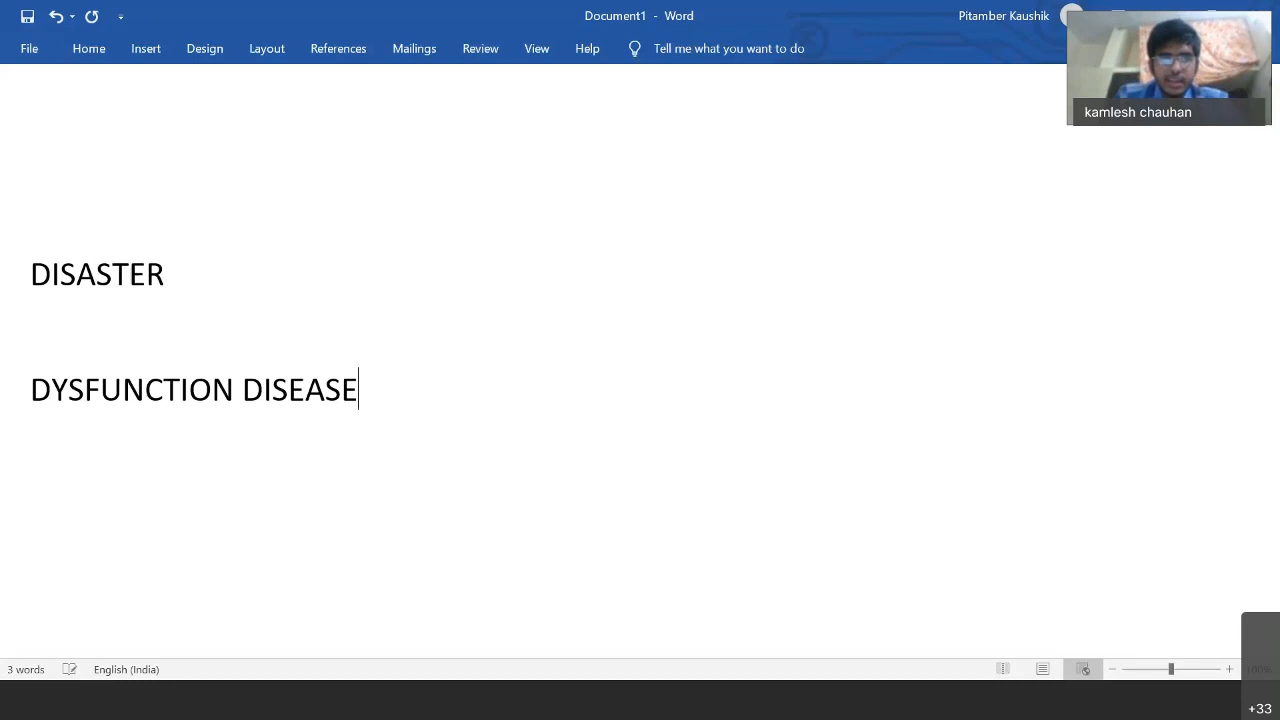 Document1 - Word
Pitamber Kaushik
File Home Insert Design Layout References Mailings Review View Help Tell me what you want to do
kamlesh chauhan
DISASTER
DYSFUNCTION DISEASE
3 words English (India)
+33